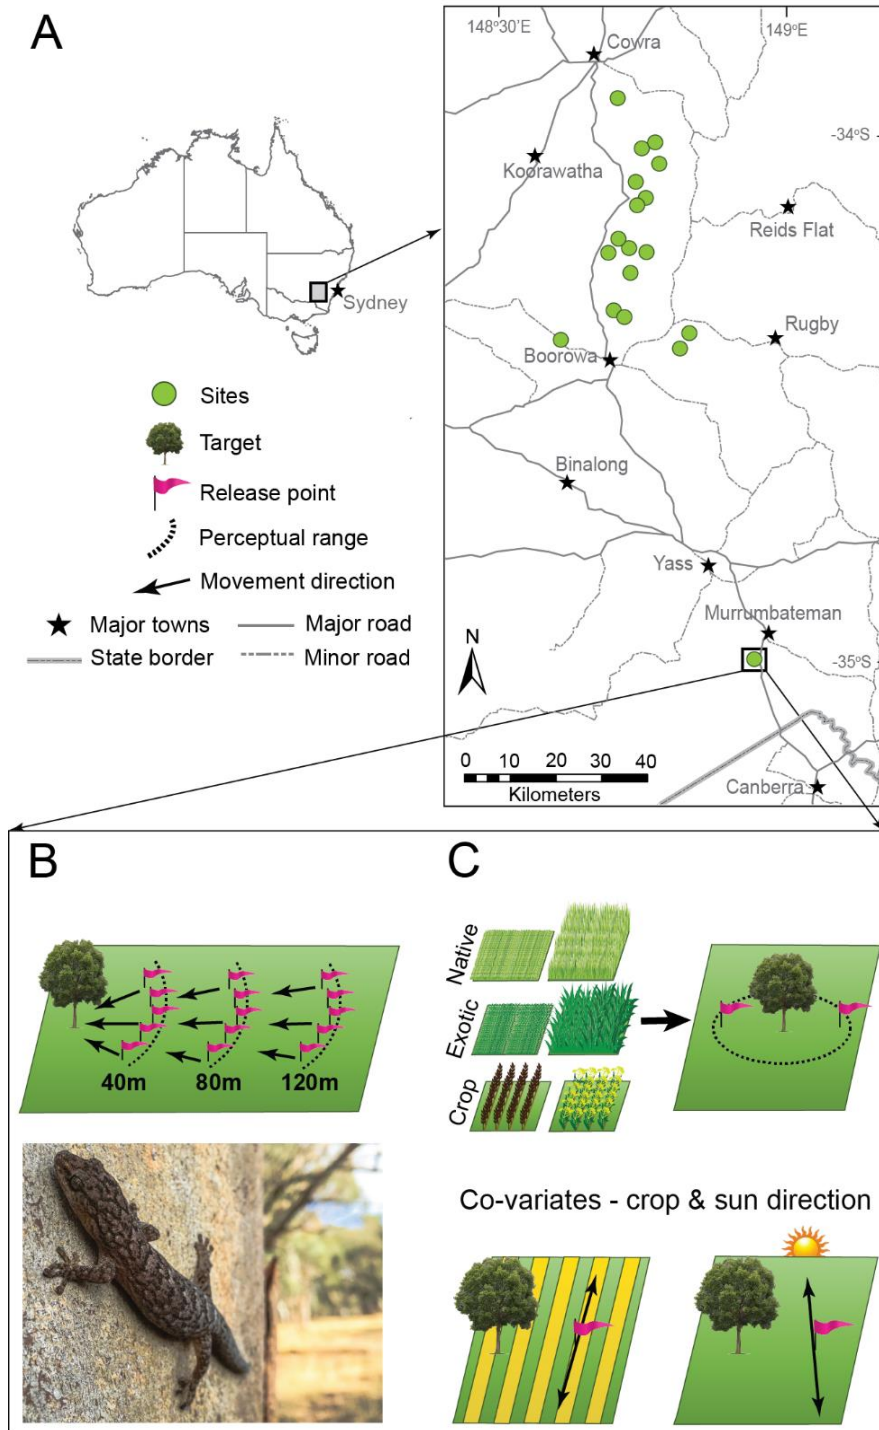 A
Sydney
Sites
Target
Release point
Perceptual range
Movement direction
Major towns
Major road
State border
Minor road
148°30'E
149°E
Cowra
-34°S
Koorawatha
Reids Flat
Rugby
Boorowa
Binalong
Yass
Murrumbateman
N
-35°S
0 10 20 30 40
Kilometers
Canberra
B
40m 80m 120m
C
Native
Exotic
Crop
Co-variates - crop & sun direction